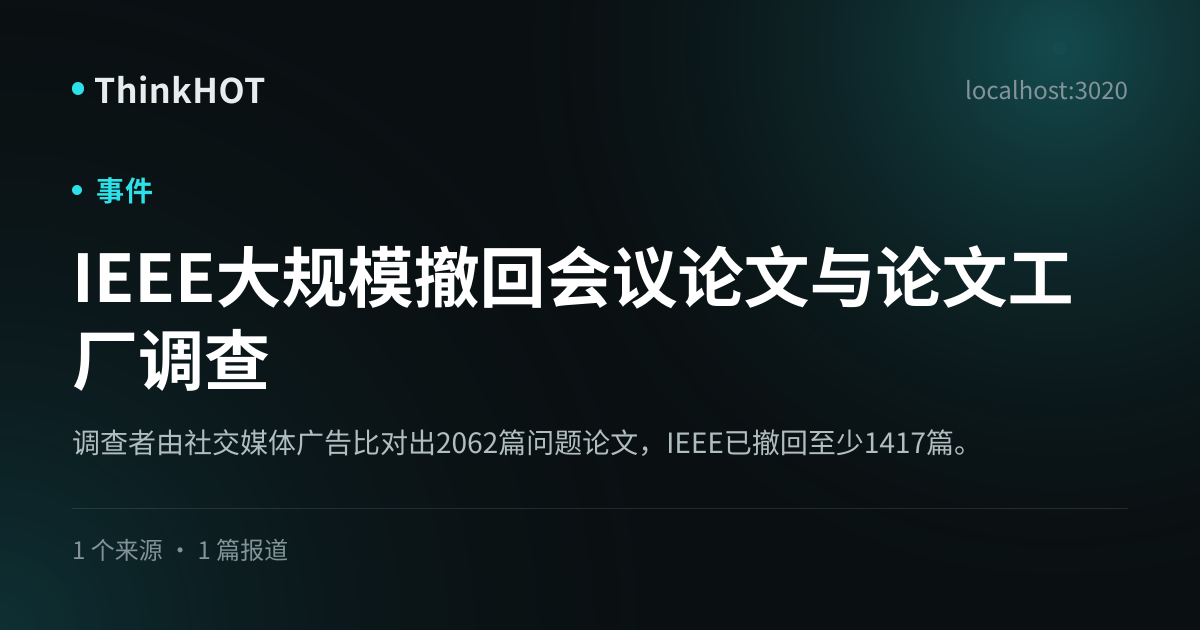 ThinkHOT
localhost:3020
事件
IEEE大规模撤回会议论文与论文工
厂调查
调查者由社交媒体广告比对出2062篇问题论文，IEEE已撤回至少1417篇。
1 个来源 · 1 篇报道